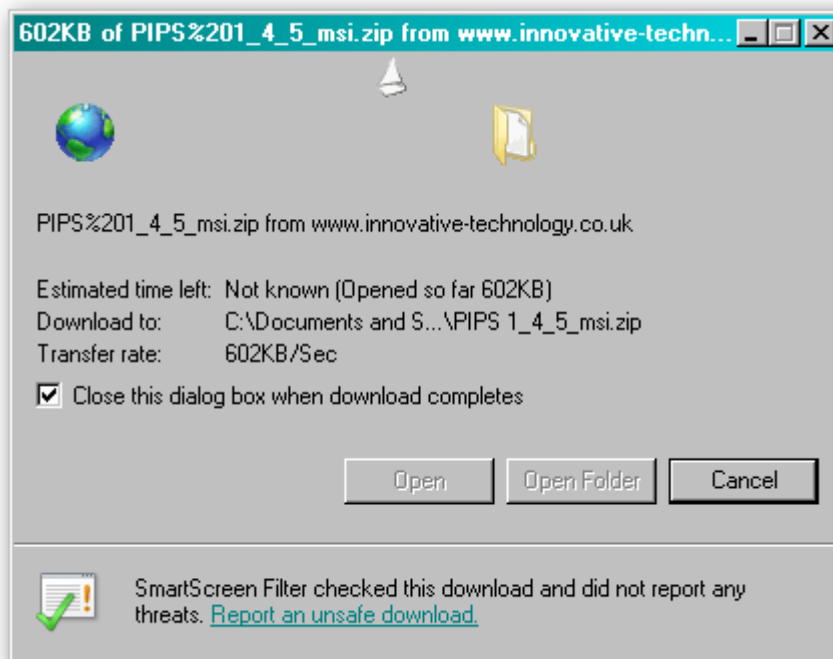 602KB of PIPS%201_4_5_msi.zip from www.innovative-techn...
PIPS%201_4_5_msi.zip from www.innovative-technology.co.uk
Estimated time left: Not known (Opened so far 602KB)
Download to: C:\Documents and S...\PIPS 1_4_5_msi.zip
Transfer rate: 602KB/Sec
Close this dialog box when download completes
Open Open Folder Cancel
SmartScreen Filter checked this download and did not report any
threats. Report an unsafe download.